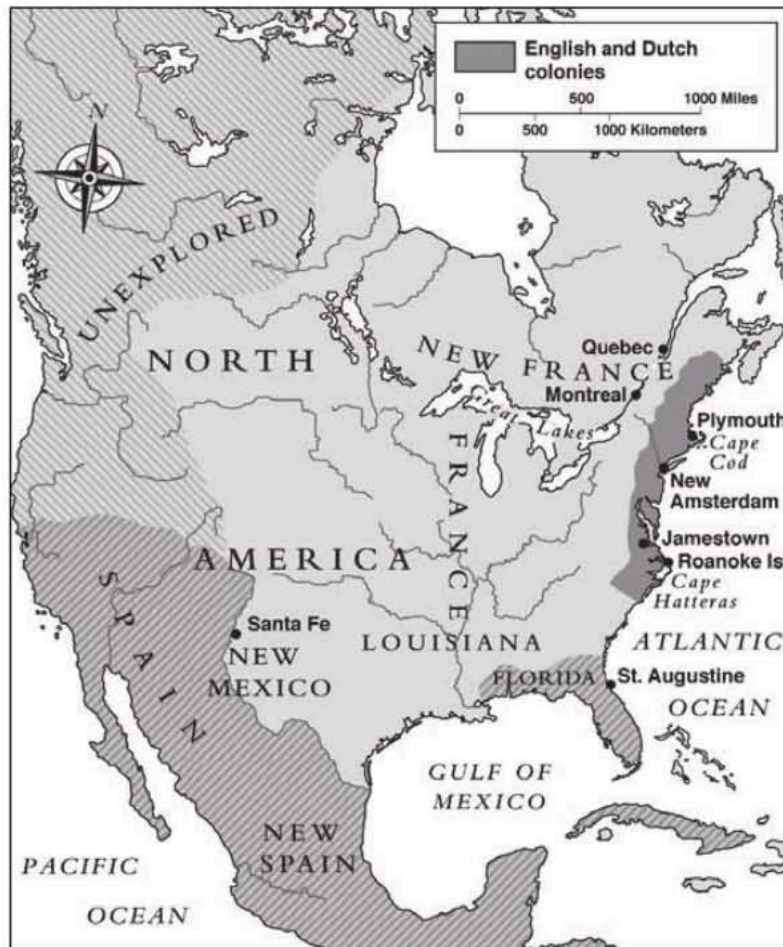 English and Dutch
colonies
0 500 1000 Miles
0 500 1000 Kilometers
N
UNEXPLORED
NORTH
AMERICA
NEW FRANCE
Quebec
Montreal
Great Lakes
FRANCE
Plymouth
Cape
Cod
New
Amsterdam
Jamestown
Roanoke Is
Cape
Hatteras
SPAIN
Santa Fe
NEW
MEXICO
LOUISIANA
ATLANTIC
OCEAN
FLORIDA
St. Augustine
GULF OF
MEXICO
NEW
SPAIN
PACIFIC
OCEAN